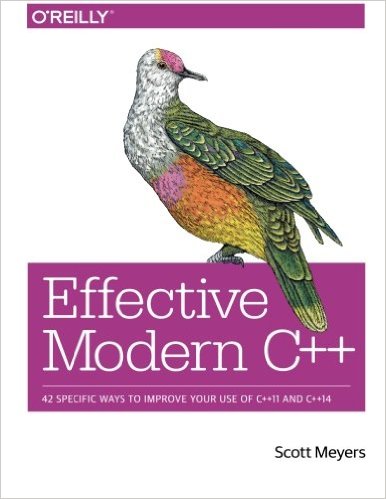 O'REILLY®
Effective
Modern C++
42 SPECIFIC WAYS TO IMPROVE YOUR USE OF C++11 AND C++14
Scott Meyers